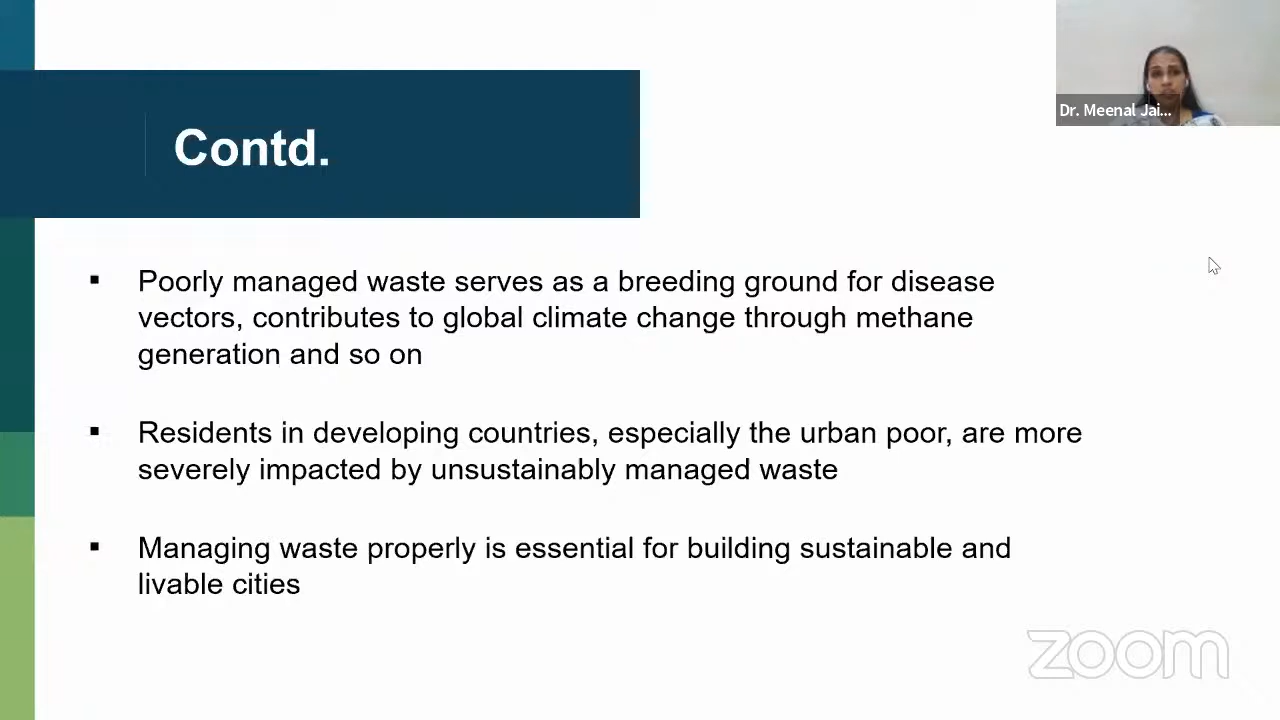 Dr. Meenal Jai...
Contd.
▪ Poorly managed waste serves as a breeding ground for disease
vectors, contributes to global climate change through methane
generation and so on
▪ Residents in developing countries, especially the urban poor, are more
severely impacted by unsustainably managed waste
▪ Managing waste properly is essential for building sustainable and
livable cities
zoom